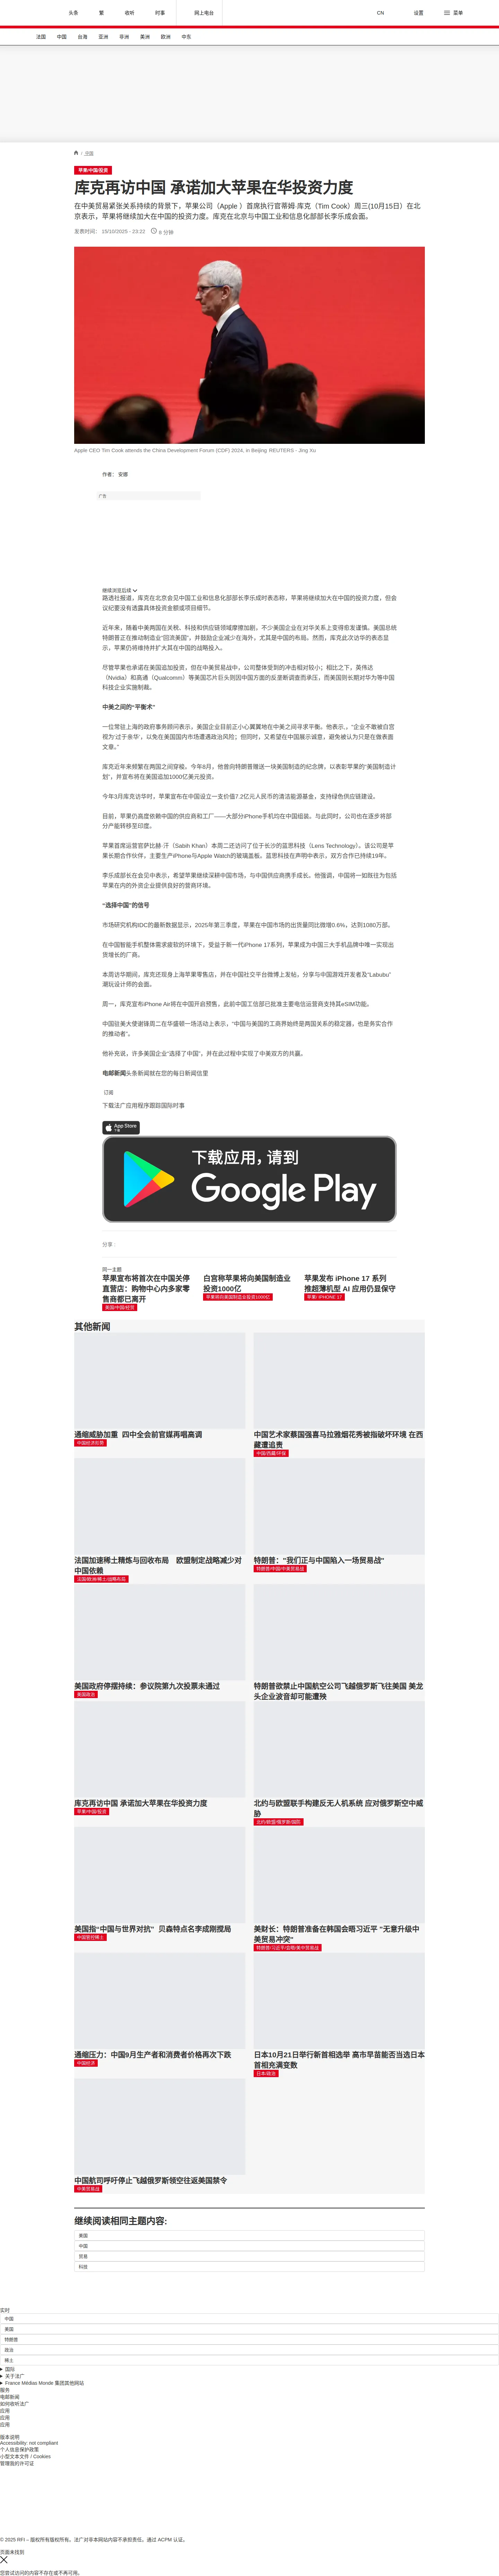 头条
繁
收听
时事
网上电台
CN
设置
菜单
法国
中国
台海
亚洲
非洲
美洲
欧洲
中东
/ 中国
苹果/中国/投资
库克再访中国 承诺加大苹果在华投资力度
在中美贸易紧张关系持续的背景下，苹果公司（Apple ）首席执行官蒂姆·库克（Tim Cook）周三(10月15日）在北
京表示，苹果将继续加大在中国的投资力度。库克在北京与中国工业和信息化部部长李乐成会面。
发表时间： 15/10/2025 - 23:22
8 分钟
Apple CEO Tim Cook attends the China Development Forum (CDF) 2024, in Beijing REUTERS - Jing Xu
作者： 安德
广告
继续浏览后续
路透社报道，库克在北京会见中国工业和信息化部部长李乐成时表态称，苹果将继续加大在中国的投资力度，但会
议纪要没有透露具体投资金额或项目细节。
近年来，随着中美两国在关税、科技和供应链领域摩擦加剧，不少美国企业在对华关系上变得愈发谨慎。美国总统
特朗普正在推动制造业“回流美国”，并鼓励企业减少在海外，尤其是中国的布局。然而，库克此次访华的表态显
示，苹果仍将维持并扩大其在中国的战略投入。
尽管苹果也承诺在美国追加投资，但在中美贸易战中，公司整体受到的冲击相对较小；相比之下，英伟达
（Nvidia）和高通（Qualcomm）等美国芯片巨头则因中国方面的反垄断调查而承压，而美国则长期对华为等中国
科技企业实施制裁。
中美之间的“平衡术”
一位常驻上海的政府事务顾问表示，美国企业目前正小心翼翼地在中美之间寻求平衡。他表示，，“企业不敢被白宫
视为‘过于亲华’，以免在美国国内市场遭遇政治风险；但同时，又希望在中国展示诚意，避免被认为只是在做表面
文章。”
库克近年来频繁在两国之间穿梭。今年8月，他曾向特朗普赠送一块美国制造的纪念牌，以表彰苹果的“美国制造计
划”，并宣布将在美国追加1000亿美元投资。
今年3月库克访华时，苹果宣布在中国设立一支价值7.2亿元人民币的清洁能源基金，支持绿色供应链建设。
目前，苹果仍高度依赖中国的供应商和工厂——大部分iPhone手机均在中国组装。与此同时，公司也在逐步将部
分产能转移至印度。
苹果首席运营官萨比赫·汗（Sabih Khan）本周二还访问了位于长沙的蓝思科技（Lens Technology）。该公司是苹
果长期合作伙伴，主要生产iPhone与Apple Watch的玻璃盖板。蓝思科技在声明中表示，双方合作已持续19年。
李乐成部长在会见中表示，希望苹果继续深耕中国市场，与中国供应商携手成长。他强调，中国将一如既往为包括
苹果在内的外资企业提供良好的营商环境。
“选择中国”的信号
市场研究机构IDC的最新数据显示，2025年第三季度，苹果在中国市场的出货量同比微增0.6%，达到1080万部。
在中国智能手机整体需求疲软的环境下，受益于新一代iPhone 17系列，苹果成为中国三大手机品牌中唯一实现出
货增长的厂商。
本周访华期间，库克还现身上海苹果零售店，并在中国社交平台微博上发帖，分享与中国游戏开发者及“Labubu”
潮玩设计师的会面。
周一，库克宣布iPhone Air将在中国开启预售，此前中国工信部已批准主要电信运营商支持其eSIM功能。
中国驻美大使谢锋周二在华盛顿一场活动上表示，“中国与美国的工商界始终是两国关系的稳定器，也是务实合作
的推动者”。
他补充说，许多美国企业“选择了中国”，并在此过程中实现了中美双方的共赢。
电邮新闻头条新闻就在您的每日新闻信里
订阅
下载法广应用程序跟踪国际时事
App Store
下载
下载应用，请到
Google Play
分享 :
同一主题
苹果宣布将首次在中国关停
直营店：购物中心内多家零
售商都已离开
美国/中国/经贸
白宫称苹果将向美国制造业
投资1000亿
苹果将向美国制造业投资1000亿
苹果发布 iPhone 17 系列
推超薄机型 AI 应用仍显保守
苹果/ IPHONE 17
其他新闻
通缩威胁加重 四中全会前官媒再唱高调
中国经济形势
中国艺术家蔡国强喜马拉雅烟花秀被指破坏环境 在西
藏遭追责
中国/西藏/环保
法国加速稀土精炼与回收布局 欧盟制定战略减少对
中国依赖
法国/欧洲/稀土/战略布局
特朗普："我们正与中国陷入一场贸易战"
特朗普/中国/中美贸易战
美国政府停摆持续：参议院第九次投票未通过
美国政治
特朗普欲禁止中国航空公司飞越俄罗斯飞往美国 美龙
头企业波音却可能遭殃
库克再访中国 承诺加大苹果在华投资力度
苹果/中国/投资
北约与欧盟联手构建反无人机系统 应对俄罗斯空中威
胁
北约/欧盟/俄罗斯/国防
美国指“中国与世界对抗” 贝森特点名李成刚搅局
中国管控稀土
美财长：特朗普准备在韩国会晤习近平 "无意升级中
美贸易冲突"
特朗普/习近平/会晤/美中贸易战
通缩压力：中国9月生产者和消费者价格再次下跌
中国经济
日本10月21日举行新首相选举 高市早苗能否当选日本
首相充满变数
日本/政治
中国航司呼吁停止飞越俄罗斯领空往返美国禁令
中美贸易战
继续阅读相同主题内容:
美国
中国
贸易
科技
实时
中国
美国
特朗普
政治
稀土
国际
关于法广
France Médias Monde 集团其他网站
服务
电邮新闻
如何收听法广
应用
应用
应用
版本说明
Accessibility: not compliant
个人信息保护政策
小型文本文件 / Cookies
管理我的许可证
© 2025 RFI – 版权所有版权所有。法广对非本网站内容不承担责任。通过 ACPM 认证。
页面未找到
您尝试访问的内容不存在或不再可用。